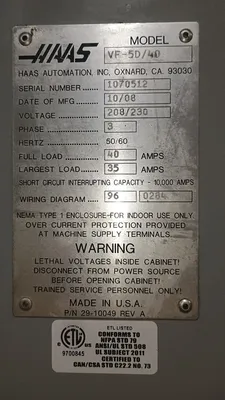 HAAS
MODEL
VF-5D/40
HAAS AUTOMATION, INC. OXNARD, CA. 93030
SERIAL NUMBER 1070512
DATE OF MFG. 10/08
VOLTAGE 208/230
PHASE 3
HERTZ 50/60
FULL LOAD 40 AMPS
LARGEST LOAD 35 AMPS
SHORT CIRCUIT INTERRUPTING CAPACITY - 10,000 AMPS
WIRING DIAGRAM 96 0284
NEMA TYPE 1 ENCLOSURE-FOR INDOOR USE ONLY
OVER CURRENT PROTECTION PROVIDED
AT MACHINE SUPPLY TERMINALS
WARNING
LETHAL VOLTAGES INSIDE CABINET!
DISCONNECT FROM POWER SOURCE
BEFORE OPENING CABINET!
TRAINED SERVICE PERSONNEL ONLY!
MADE IN U.S.A.
P/N 29-10049 REV A
ETL LISTED
CONFORMS TO
NFPA STD 79
ANSI/UL STD 508
UL SUBJECT 2011
CERTIFIED TO
CAN/CSA STD C22.2 NO. 73
ETL
9700845